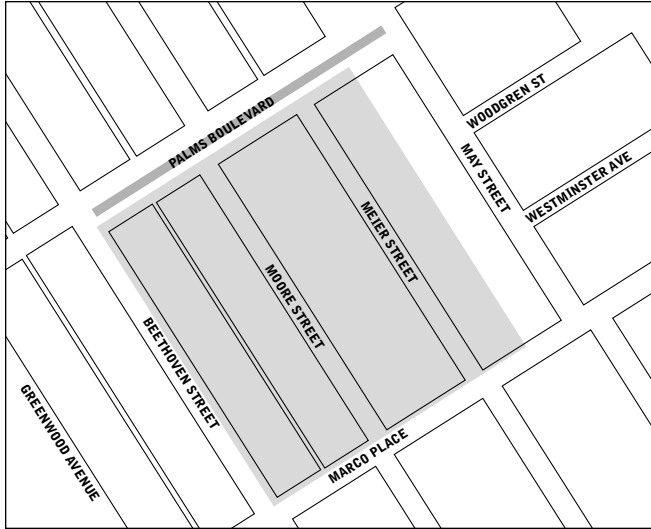 PALMS BOULEVARD
WOODGREN ST
MAY STREET
WESTMINSTER AVE
MEIER STREET
MOORE STREET
BEETHOVEN STREET
GREENWOOD AVENUE
MARCO PLACE